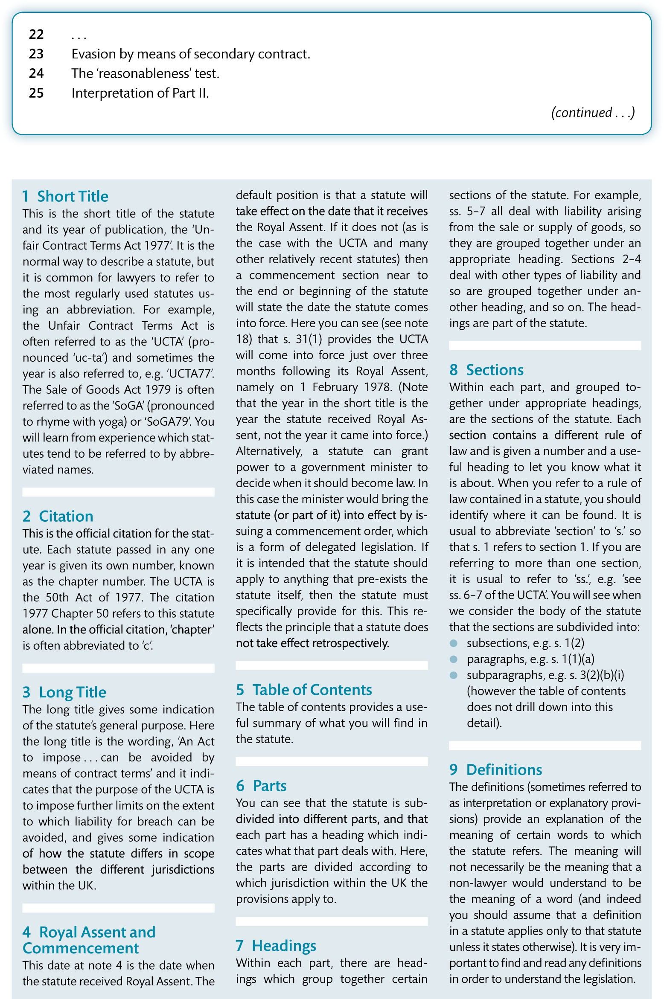 22 . . .
23 Evasion by means of secondary contract.
24 The ‘reasonableness’ test.
25 Interpretation of Part II.
(continued . . .)
1 Short Title
This is the short title of the statute
and its year of publication, the ‘Un-
fair Contract Terms Act 1977’. It is the
normal way to describe a statute, but
it is common for lawyers to refer to
the most regularly used statutes us-
ing an abbreviation. For example,
the Unfair Contract Terms Act is
often referred to as the ‘UCTA’ (pro-
nounced ‘uc-ta’) and sometimes the
year is also referred to, e.g. ‘UCTA77’.
The Sale of Goods Act 1979 is often
referred to as the ‘SoGA’ (pronounced
to rhyme with yoga) or ‘SoGA79’. You
will learn from experience which stat-
utes tend to be referred to by abbre-
viated names.
2 Citation
This is the official citation for the stat-
ute. Each statute passed in any one
year is given its own number, known
as the chapter number. The UCTA is
the 50th Act of 1977. The citation
1977 Chapter 50 refers to this statute
alone. In the official citation, ‘chapter’
is often abbreviated to ‘c’.
3 Long Title
The long title gives some indication
of the statute’s general purpose. Here
the long title is the wording, ‘An Act
to impose . . . can be avoided by
means of contract terms’ and it indi-
cates that the purpose of the UCTA is
to impose further limits on the extent
to which liability for breach can be
avoided, and gives some indication
of how the statute differs in scope
between the different jurisdictions
within the UK.
4 Royal Assent and
Commencement
This date at note 4 is the date when
the statute received Royal Assent. The
default position is that a statute will
take effect on the date that it receives
the Royal Assent. If it does not (as is
the case with the UCTA and many
other relatively recent statutes) then
a commencement section near to
the end or beginning of the statute
will state the date the statute comes
into force. Here you can see (see note
18) that s. 31(1) provides the UCTA
will come into force just over three
months following its Royal Assent,
namely on 1 February 1978. (Note
that the year in the short title is the
year the statute received Royal As-
sent, not the year it came into force.)
Alternatively, a statute can grant
power to a government minister to
decide when it should become law. In
this case the minister would bring the
statute (or part of it) into effect by is-
suing a commencement order, which
is a form of delegated legislation. If
it is intended that the statute should
apply to anything that pre-exists the
statute itself, then the statute must
specifically provide for this. This re-
flects the principle that a statute does
not take effect retrospectively.
5 Table of Contents
The table of contents provides a use-
ful summary of what you will find in
the statute.
6 Parts
You can see that the statute is sub-
divided into different parts, and that
each part has a heading which indi-
cates what that part deals with. Here,
the parts are divided according to
which jurisdiction within the UK the
provisions apply to.
7 Headings
Within each part, there are head-
ings which group together certain
sections of the statute. For example,
ss. 5–7 all deal with liability arising
from the sale or supply of goods, so
they are grouped together under an
appropriate heading. Sections 2–4
deal with other types of liability and
so are grouped together under an-
other heading, and so on. The head-
ings are part of the statute.
8 Sections
Within each part, and grouped to-
gether under appropriate headings,
are the sections of the statute. Each
section contains a different rule of
law and is given a number and a use-
ful heading to let you know what it
is about. When you refer to a rule of
law contained in a statute, you should
identify where it can be found. It is
usual to abbreviate ‘section’ to ‘s.’ so
that s. 1 refers to section 1. If you are
referring to more than one section,
it is usual to refer to ‘ss.’, e.g. ‘see
ss. 6–7 of the UCTA’. You will see when
we consider the body of the statute
that the sections are subdivided into:
● subsections, e.g. s. 1(2)
● paragraphs, e.g. s. 1(1)(a)
● subparagraphs, e.g. s. 3(2)(b)(i)
(however the table of contents
does not drill down into this
detail).
9 Definitions
The definitions (sometimes referred to
as interpretation or explanatory provi-
sions) provide an explanation of the
meaning of certain words to which
the statute refers. The meaning will
not necessarily be the meaning that a
non-lawyer would understand to be
the meaning of a word (and indeed
you should assume that a definition
in a statute applies only to that statute
unless it states otherwise). It is very im-
portant to find and read any definitions
in order to understand the legislation.